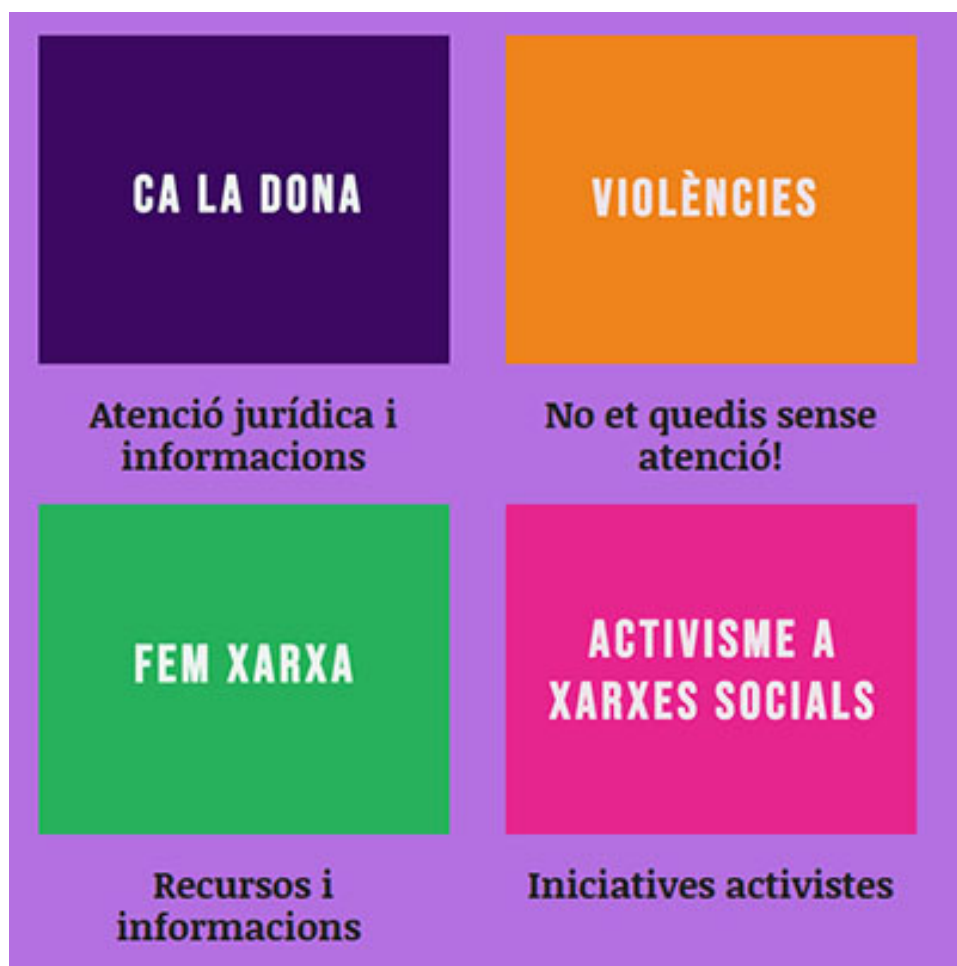 CA LA DONA
Atenció jurídica i
informacions
VIOLÈNCIES
No et quedis sense
atenció!
FEM XARXA
Recursos i
informacions
ACTIVISME A
XARXES SOCIALS
Iniciatives activistes